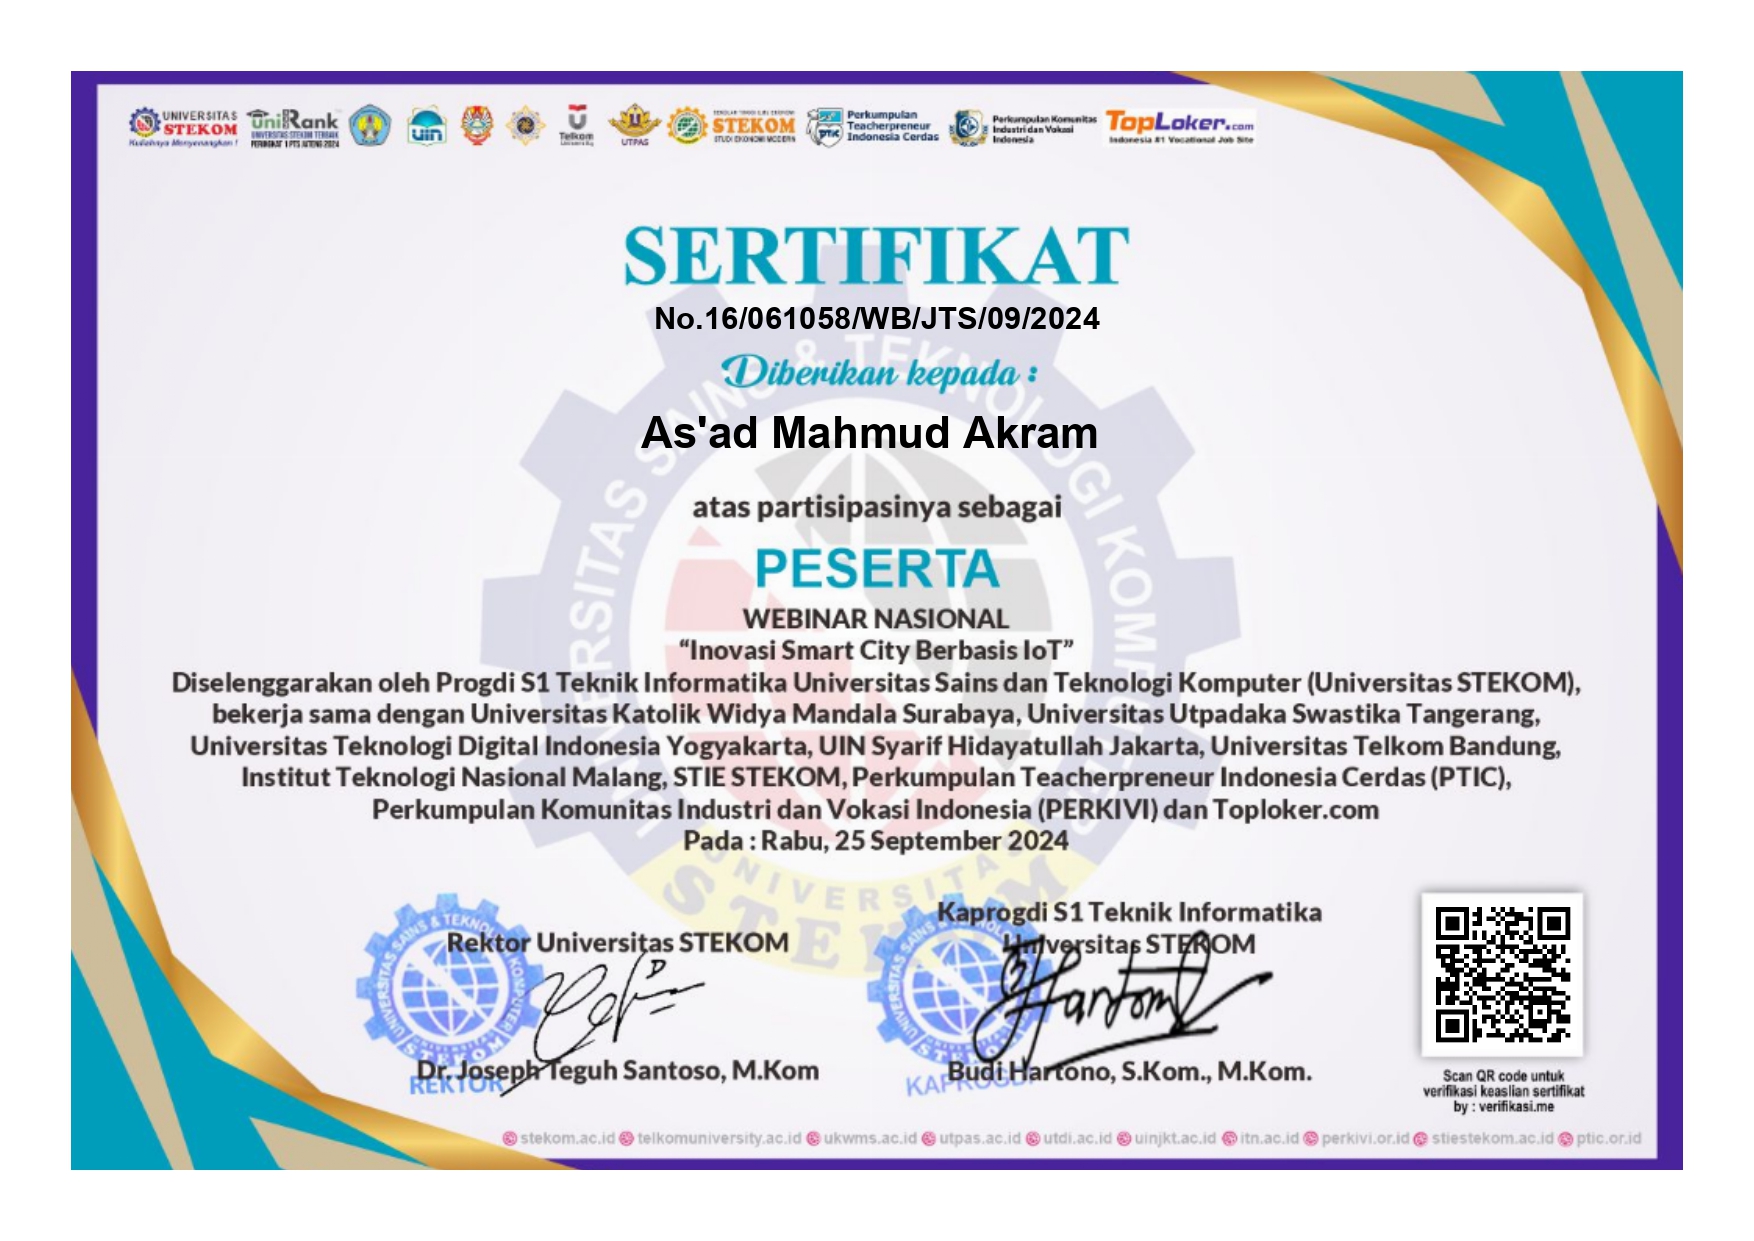 UNIVERSITAS
STEKOM
Kuliahnya Menyenangkan !
UniRank
UNIVERSITAS STEKOM TERBAIK
PERINGKAT 1 PTS JATENG 2024
uin
Telkom
University
UTPAS
STEKOM
STUDI EKONOMI MODERN
PTIC
Perkumpulan
Teacherpreneur
Indonesia Cerdas
Perkumpulan Komunitas
Industri dan Vokasi
Indonesia
TopLoker.com
Indonesia #1 Vocational Job Site
SERTIFIKAT
No.16/061058/WB/JTS/09/2024
Diberikan kepada :
As'ad Mahmud Akram
atas partisipasinya sebagai
PESERTA
WEBINAR NASIONAL
“Inovasi Smart City Berbasis IoT”
Diselenggarakan oleh Progdi S1 Teknik Informatika Universitas Sains dan Teknologi Komputer (Universitas STEKOM),
bekerja sama dengan Universitas Katolik Widya Mandala Surabaya, Universitas Utpadaka Swastika Tangerang,
Universitas Teknologi Digital Indonesia Yogyakarta, UIN Syarif Hidayatullah Jakarta, Universitas Telkom Bandung,
Institut Teknologi Nasional Malang, STIE STEKOM, Perkumpulan Teacherpreneur Indonesia Cerdas (PTIC),
Perkumpulan Komunitas Industri dan Vokasi Indonesia (PERKIVI) dan Toploker.com
Pada : Rabu, 25 September 2024
UNIVERSITAS SAINS & TEKNOLOGI KOMPUTER
UNIVERSITAS
STEKOM
Rektor Universitas STEKOM
Dr. Joseph Teguh Santoso, M.Kom
REKTOR
Kaprogdi S1 Teknik Informatika
Universitas STEKOM
Budi Hartono, S.Kom., M.Kom.
KAPROGDI
Scan QR code untuk
verifikasi keaslian sertifikat
by : verifikasi.me
stekom.ac.id telkomuniversity.ac.id ukwms.ac.id utpas.ac.id utdi.ac.id uinjkt.ac.id itn.ac.id perkivi.or.id stiestekom.ac.id ptic.or.id